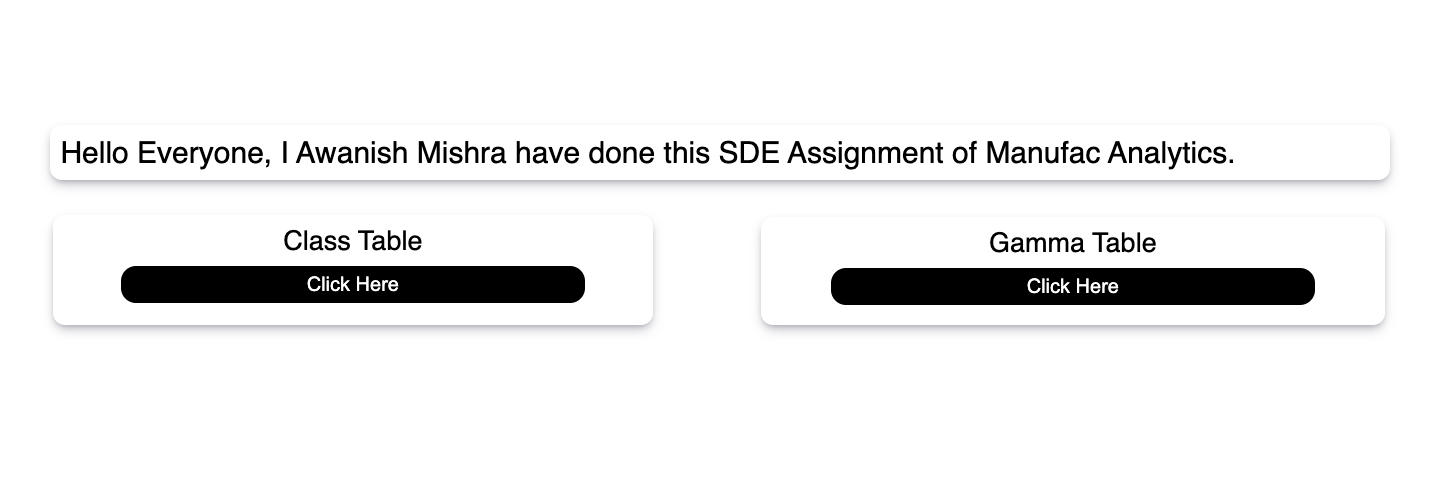 Hello Everyone, I Awanish Mishra have done this SDE Assignment of Manufac Analytics.
Class Table
Click Here
Gamma Table
Click Here